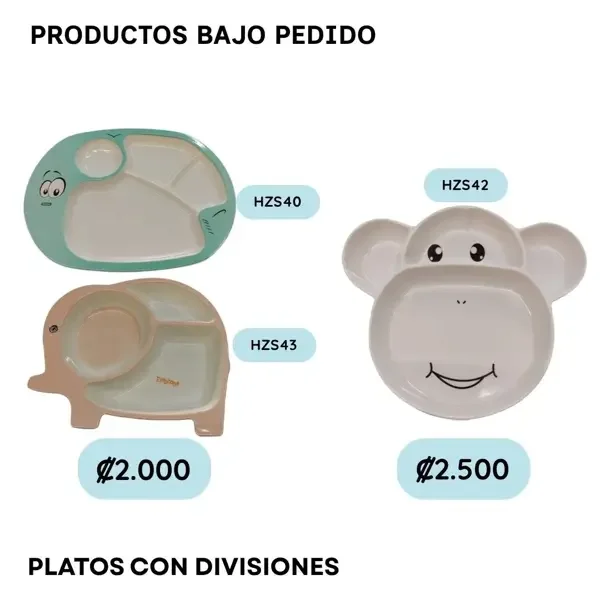 PRODUCTOS BAJO PEDIDO
HZS40
HZS42
HZS43
₡2.000
₡2.500
PLATOS CON DIVISIONES